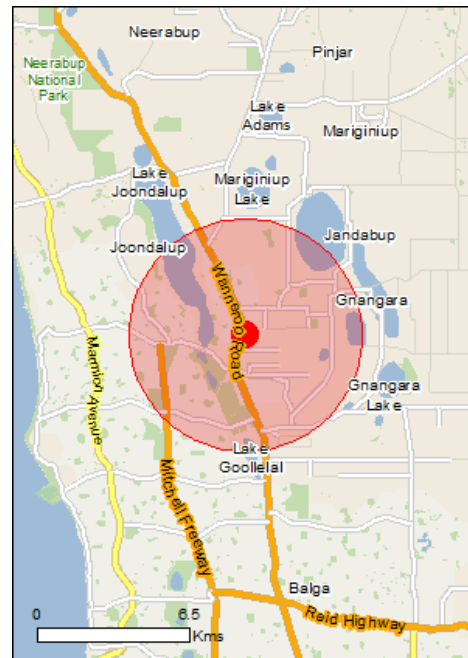 Neerabup
Pinjar
Neerabup
National
Park
Lake
Adams
Mariginiup
Lake
Joondalup
Mariginiup
Lake
Joondalup
Jandabup
Wanneroo Road
Gnangara
Marmion Avenue
Gnangara
Lake
Lake
Goollelal
Mitchell Freeway
Balga
Reid Highway
0
6.5
Kms